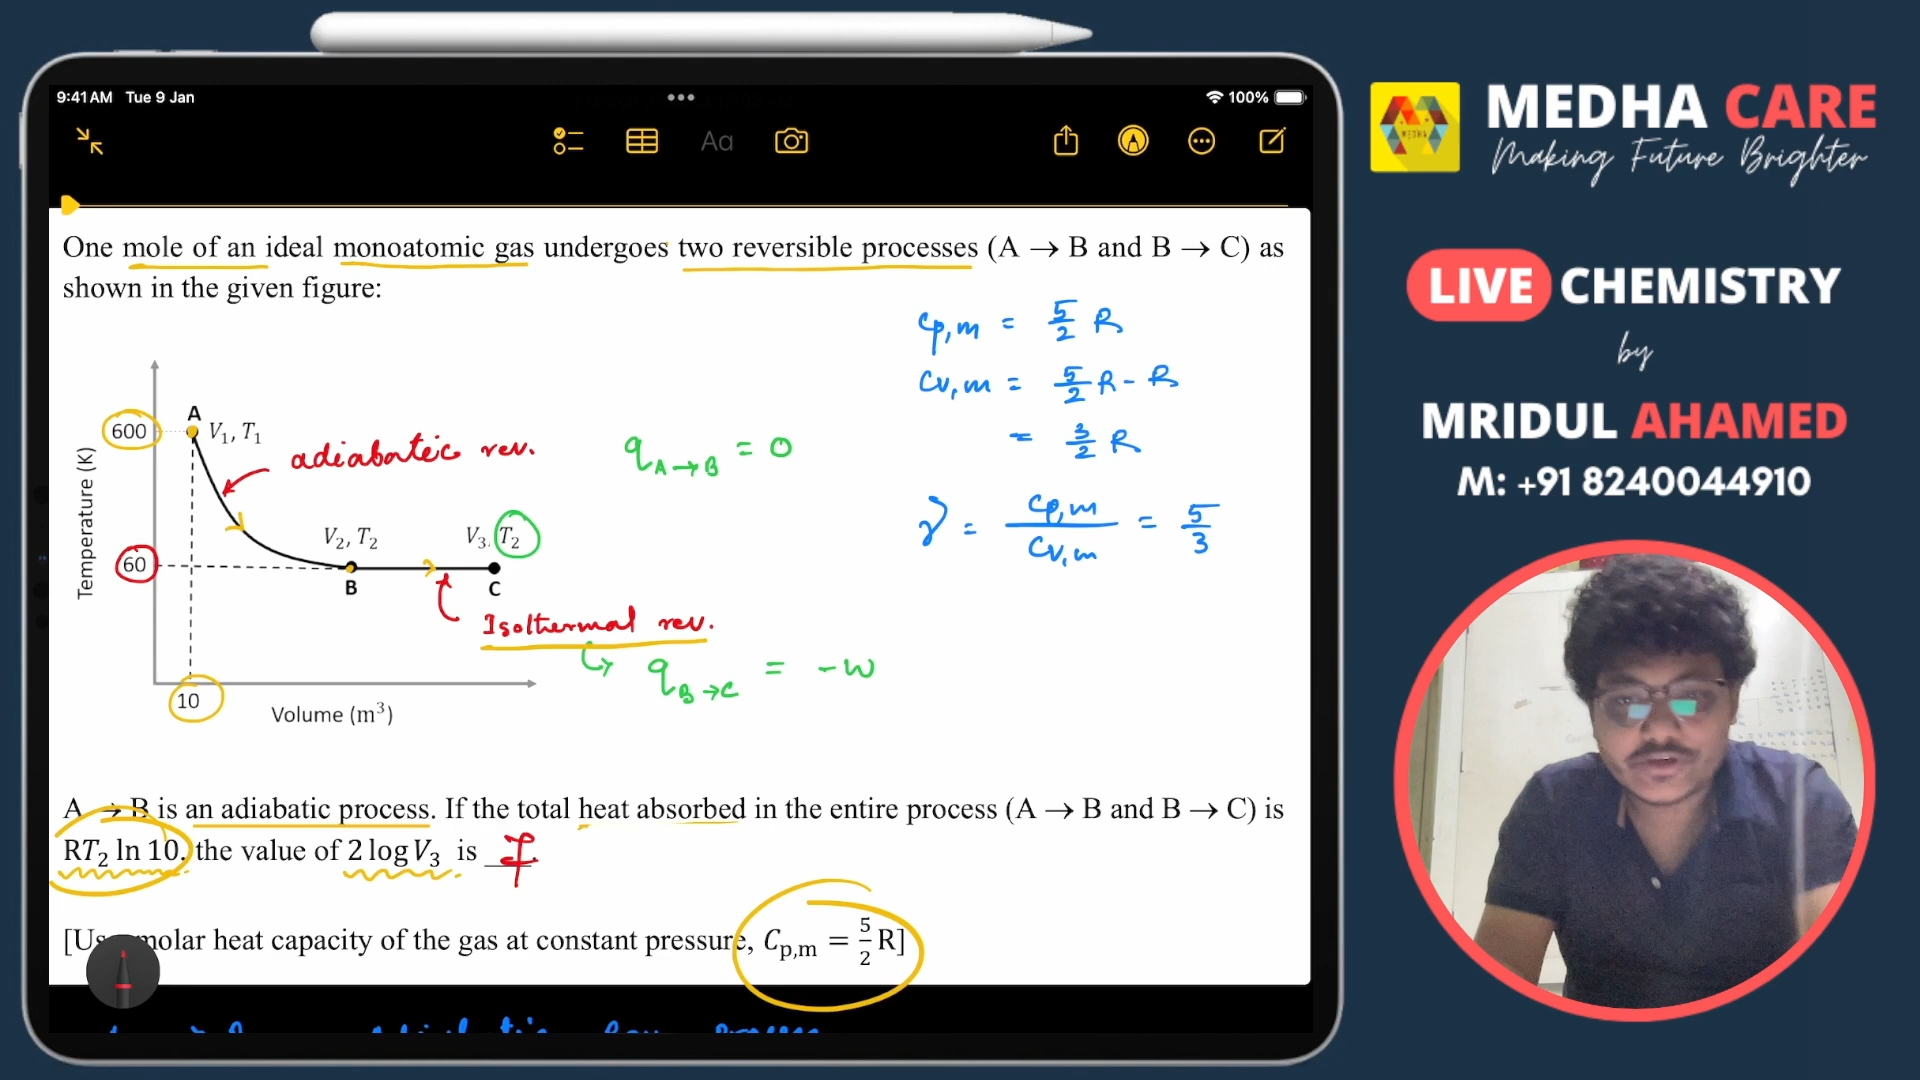 9:41 AM Tue 9 Jan
100%
Aa
One mole of an ideal monoatomic gas undergoes two reversible processes (A → B and B → C) as
shown in the given figure:
Cp,m = 5/2 R
Cv,m = 5/2 R - R
= 3/2 R
γ = Cp,m / Cv,m = 5/3
600
A
V₁, T₁
adiabatic rev.
q A→B = 0
Temperature (K)
60
V₂, T₂
V₃, T₂
B
C
Isothermal rev.
↳ q B→C = -w
10
Volume (m³)
A → B is an adiabatic process. If the total heat absorbed in the entire process (A → B and B → C) is
RT₂ ln 10, the value of 2 log V₃ is ___. 7
molar heat capacity of the gas at constant pressure, Cp,m = 5/2 R]
MEDHA CARE
Making Future Brighter
MEDHA
LIVE CHEMISTRY
by
MRIDUL AHAMED
M: +91 8240044910